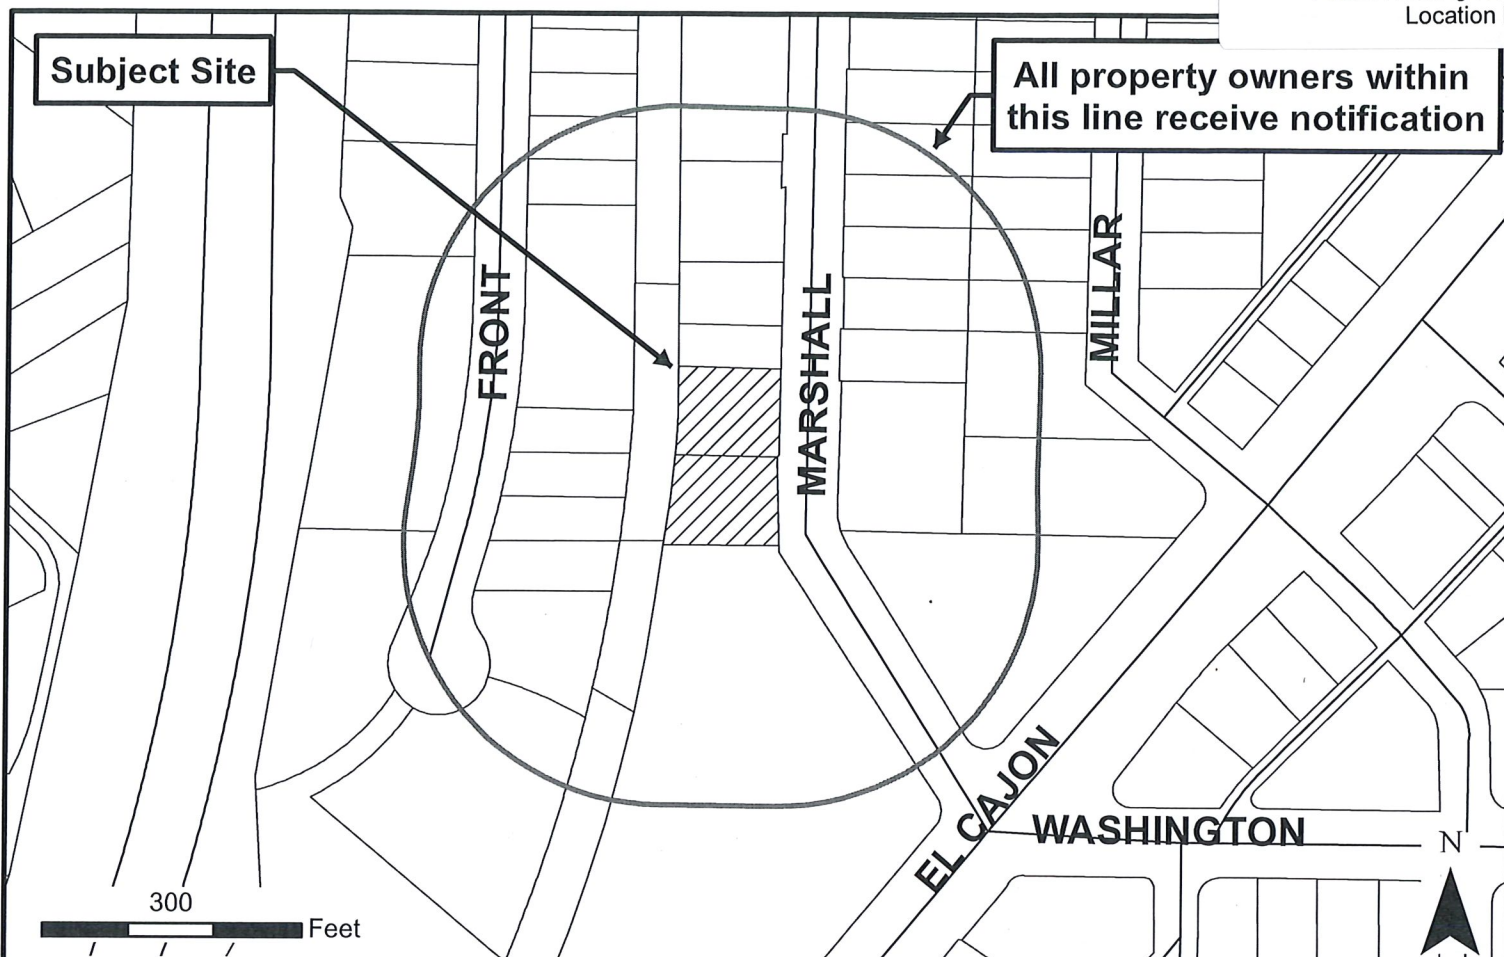 Location
Subject Site
All property owners within
this line receive notification
FRONT
MARSHALL
MILLAR
EL CAJON
WASHINGTON
N
300
Feet